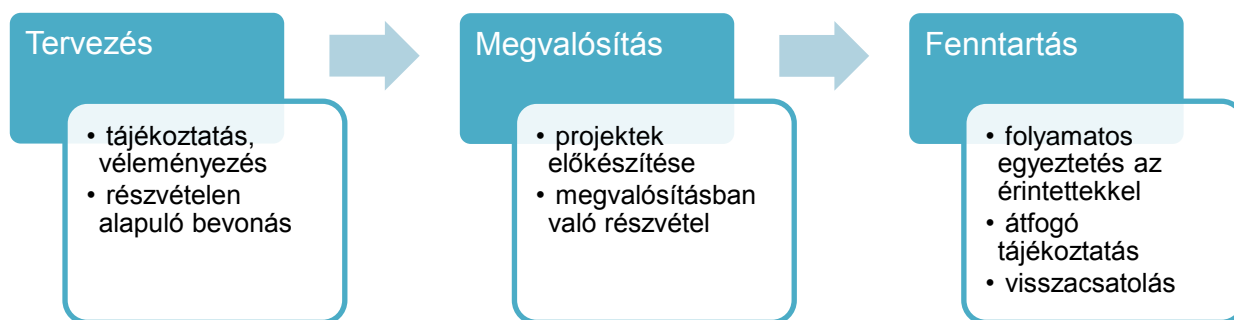 Tervezés
• tájékoztatás,
véleményezés
• részvételen
alapuló bevonás
Megvalósítás
• projektek
előkészítése
• megvalósításban
való részvétel
Fenntartás
• folyamatos
egyeztetés az
érintettekkel
• átfogó
tájékoztatás
• visszacsatolás